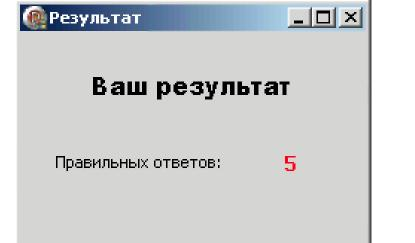 Результат
Ваш результат
Правильных ответов: 5